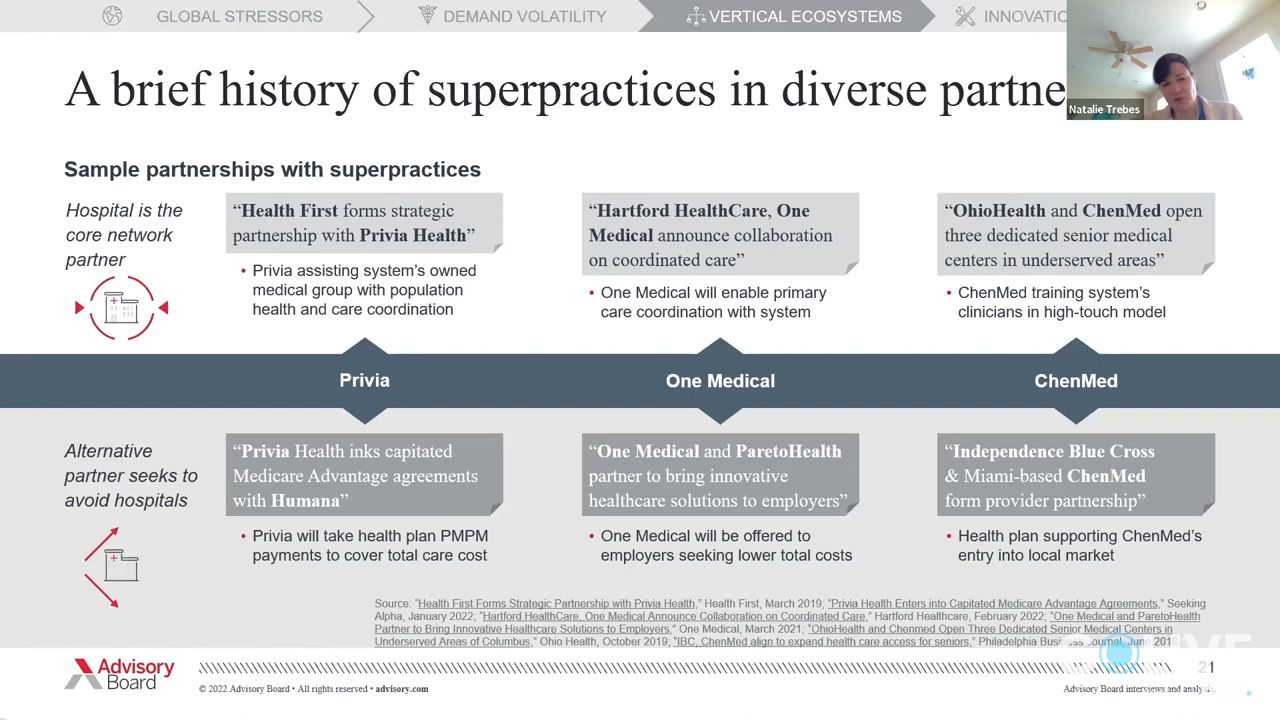 GLOBAL STRESSORS
DEMAND VOLATILITY
VERTICAL ECOSYSTEMS
Natalie Trebes
A brief history of superpractices in diverse
Sample partnerships with superpractices
Hospital is the
core network
partner
“Health First forms strategic
partnership with Privia Health”
• Privia assisting system’s owned
medical group with population
health and care coordination
“Hartford HealthCare, One
Medical announce collaboration
on coordinated care”
• One Medical will enable primary
care coordination with system
“OhioHealth and ChenMed open
three dedicated senior medical
centers in underserved areas”
• ChenMed training system’s
clinicians in high-touch model
Privia
One Medical
ChenMed
Alternative
partner seeks to
avoid hospitals
“Privia Health inks capitated
Medicare Advantage agreements
with Humana”
• Privia will take health plan PMPM
payments to cover total care cost
“One Medical and ParetoHealth
partner to bring innovative
healthcare solutions to employers”
• One Medical will be offered to
employers seeking lower total costs
“Independence Blue Cross
& Miami-based ChenMed
form provider partnership”
• Health plan supporting ChenMed’s
entry into local market
Source: “Health First Forms Strategic Partnership with Privia Health,” Health First, March 2019; “Privia Health Enters into Capitated Medicare Advantage Agreements,” Seeking
Alpha, January 2022; “Hartford HealthCare, One Medical Announce Collaboration on Coordinated Care,” Hartford Healthcare, February 2022; “One Medical and ParetoHealth
Partner to Bring Innovative Healthcare Solutions to Employers,” One Medical, March 2021; “OhioHealth and Chenmed Open Three Dedicated Senior Medical Centers in
Underserved Areas of Columbus,” Ohio Health, October 2019; “IBC, ChenMed align to expand health care access for seniors,” Philadelphia Business Journal, June 2018.
Advisory
Board
© 2022 Advisory Board • All rights reserved • advisory.com
21
Advisory Board interviews and analysis.